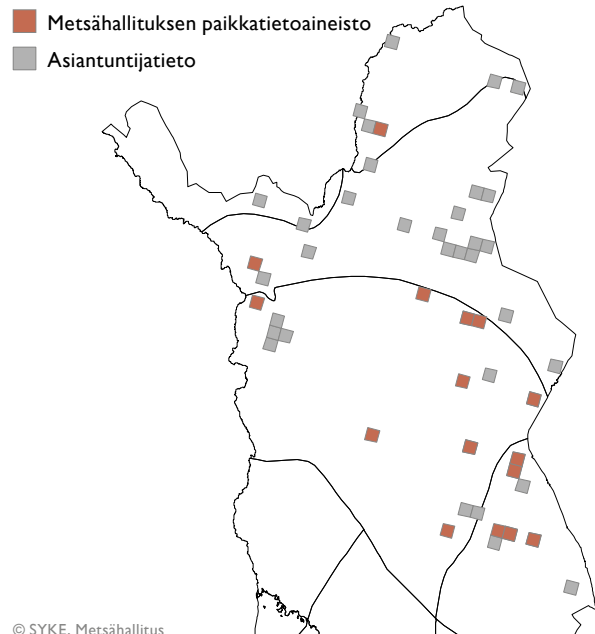 Metsähallituksen paikkatietoaineisto
Asiantuntijatieto
© SYKE, Metsähallitus